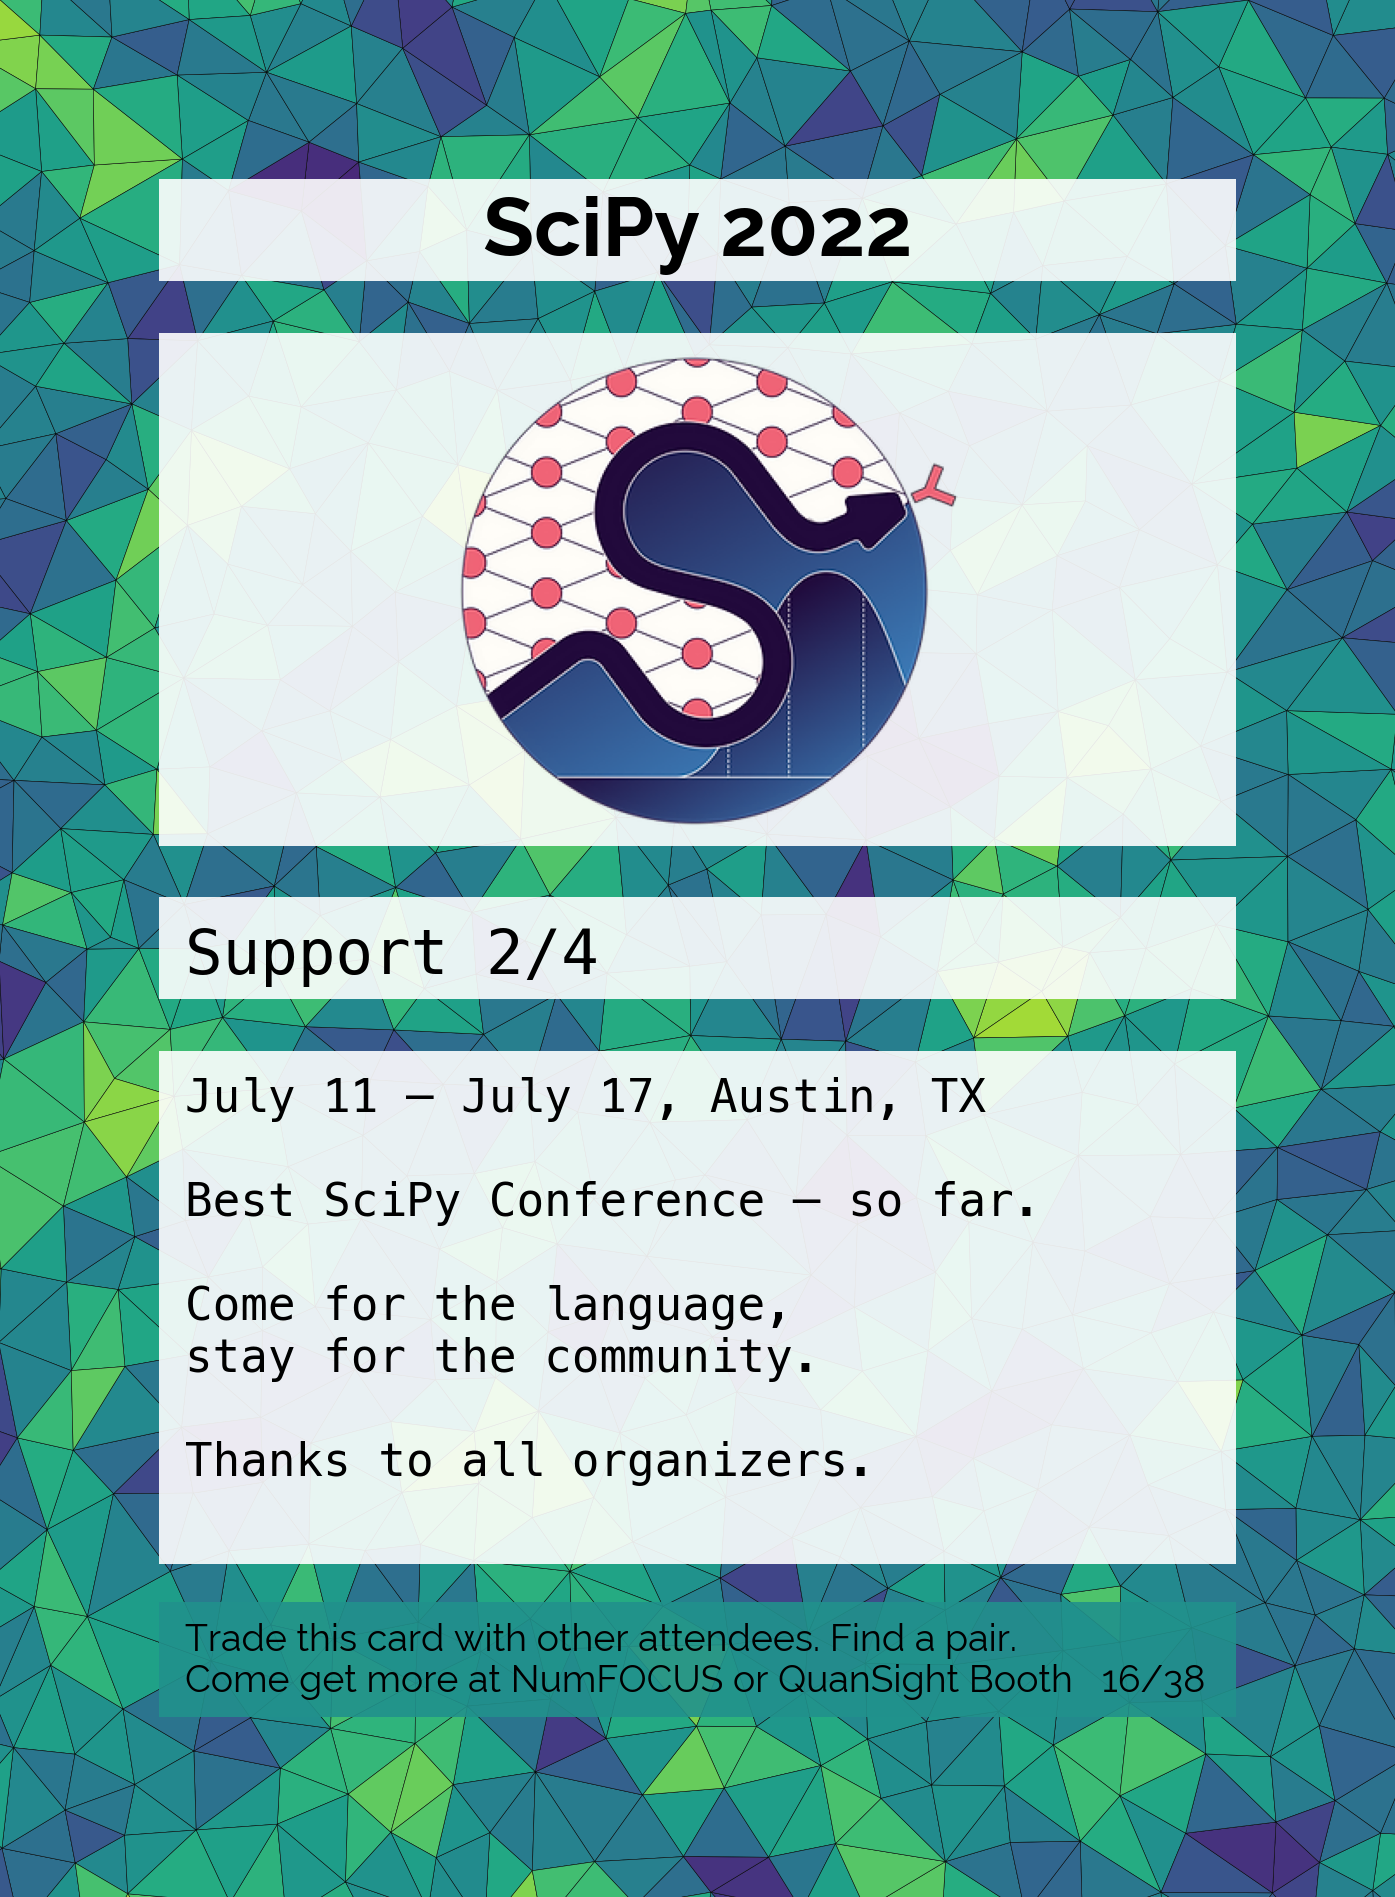 SciPy 2022
Support 2/4
July 11 – July 17, Austin, TX
Best SciPy Conference – so far.
Come for the language,
stay for the community.
Thanks to all organizers.
Trade this card with other attendees. Find a pair.
Come get more at NumFOCUS or QuanSight Booth 16/38